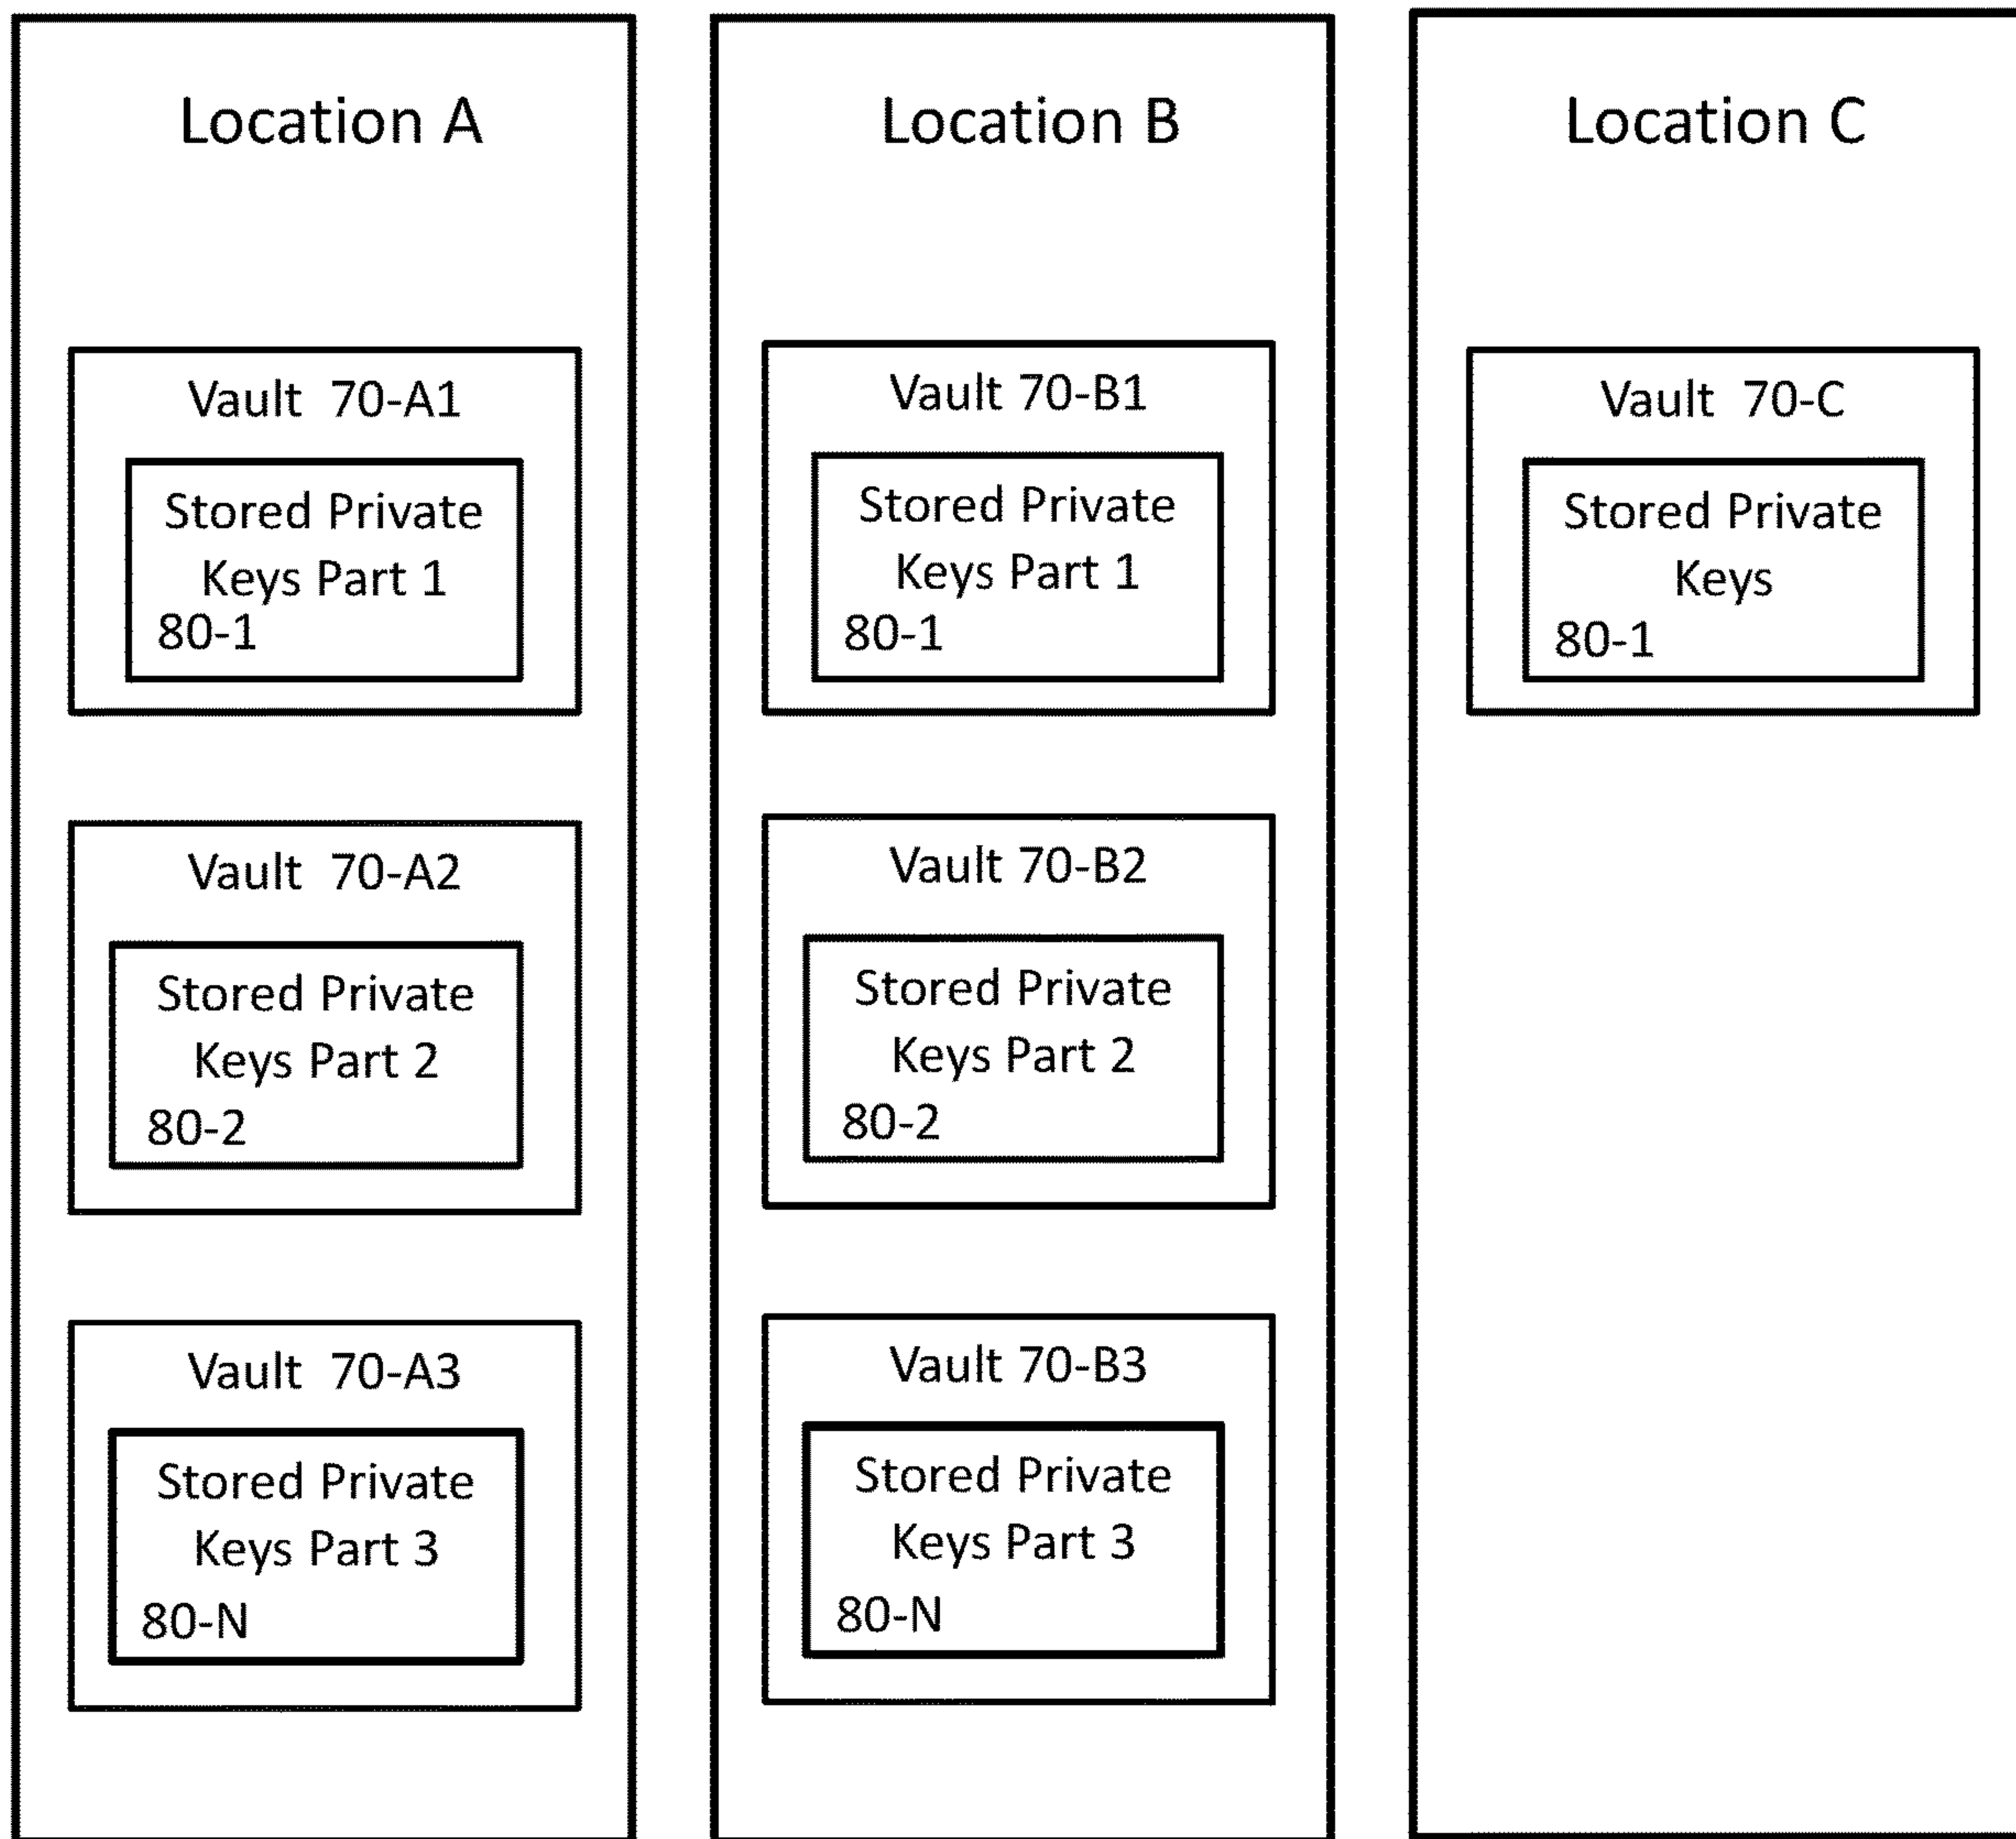 Location A
Vault 70-A1
Stored Private
Keys Part 1
80-1
Vault 70-A2
Stored Private
Keys Part 2
80-2
Vault 70-A3
Stored Private
Keys Part 3
80-N
Location B
Vault 70-B1
Stored Private
Keys Part 1
80-1
Vault 70-B2
Stored Private
Keys Part 2
80-2
Vault 70-B3
Stored Private
Keys Part 3
80-N
Location C
Vault 70-C
Stored Private
Keys
80-1